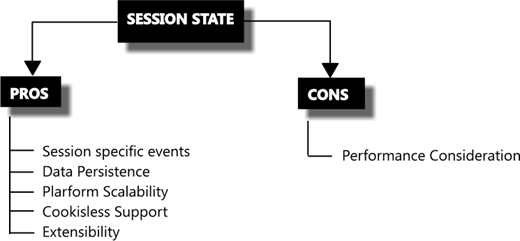 SESSION STATE
PROS
CONS
Session specific events
Data Persistence
Plarform Scalability
Cookisless Support
Extensibility
Performance Consideration